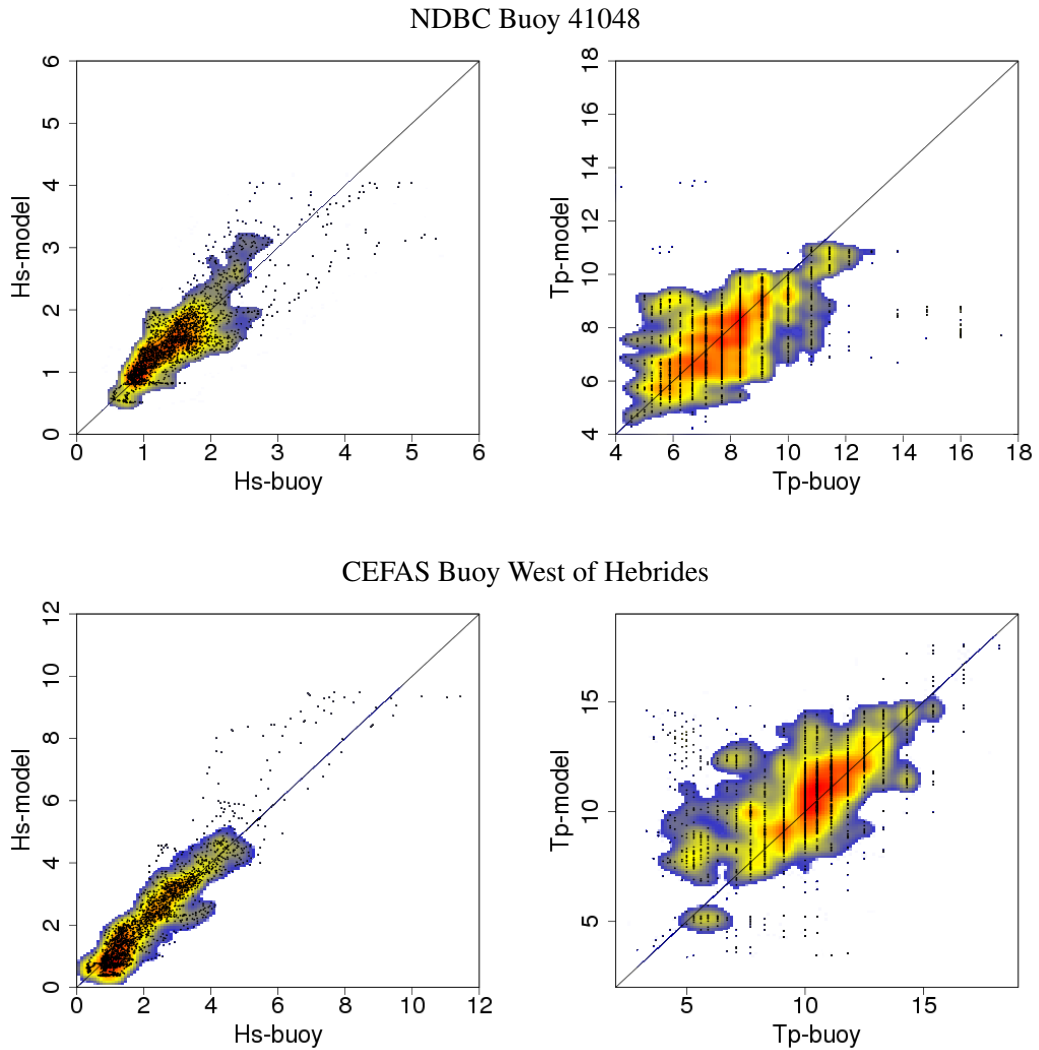 NDBC Buoy 41048
Hs-model
0 1 2 3 4 5 6
0 1 2 3 4 5 6
Hs-buoy
Tp-model
4 6 8 10 12 14 16 18
4 6 8 10 12 14 16 18
Tp-buoy
CEFAS Buoy West of Hebrides
Hs-model
0 2 4 6 8 10 12
0 2 4 6 8 10 12
Hs-buoy
Tp-model
5 10 15
5 10 15
Tp-buoy